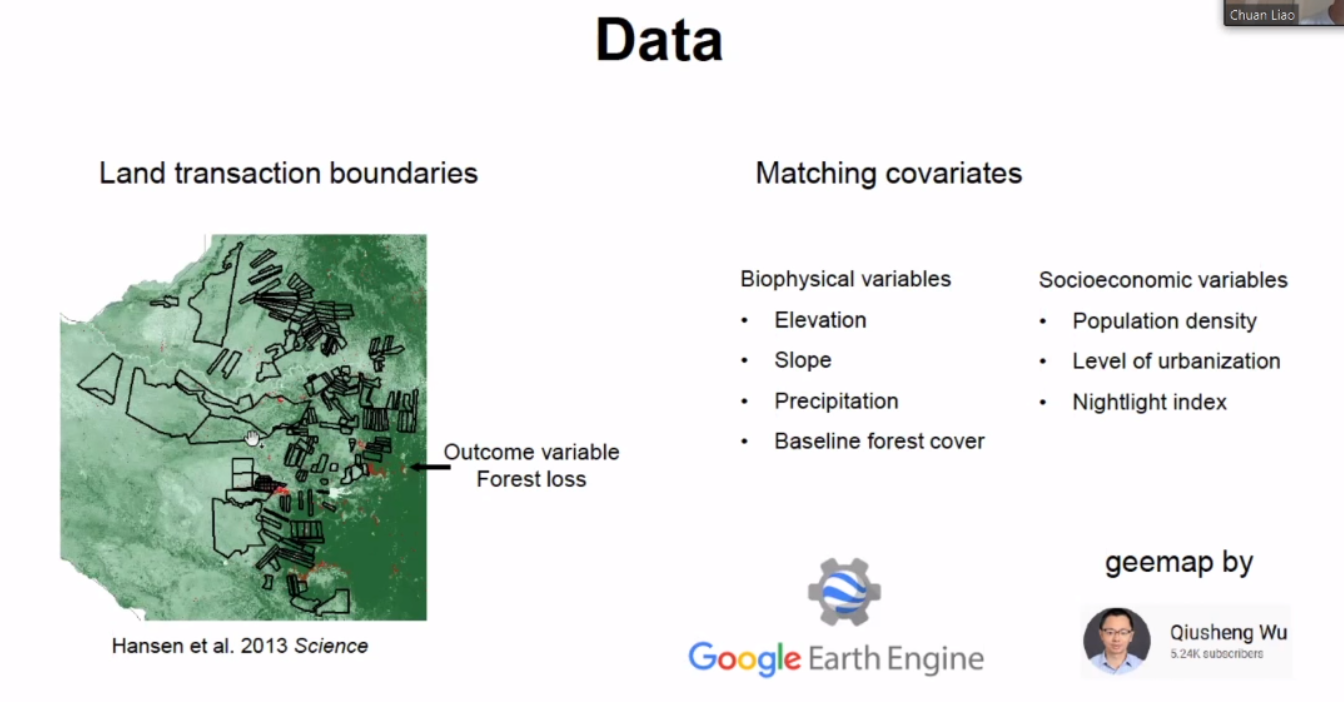 Chuan Liao
Data
Land transaction boundaries
Outcome variable
Forest loss
Hansen et al. 2013 Science
Matching covariates
Biophysical variables
• Elevation
• Slope
• Precipitation
• Baseline forest cover
Socioeconomic variables
• Population density
• Level of urbanization
• Nightlight index
Google Earth Engine
geemap by
Qiusheng Wu
5.24K subscribers